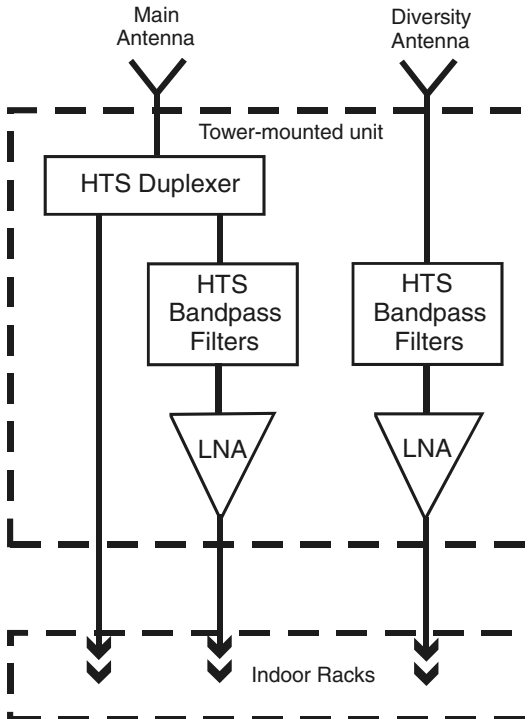 Main
Antenna
Diversity
Antenna
Tower-mounted unit
HTS Duplexer
HTS
Bandpass
Filters
HTS
Bandpass
Filters
LNA
LNA
Indoor Racks